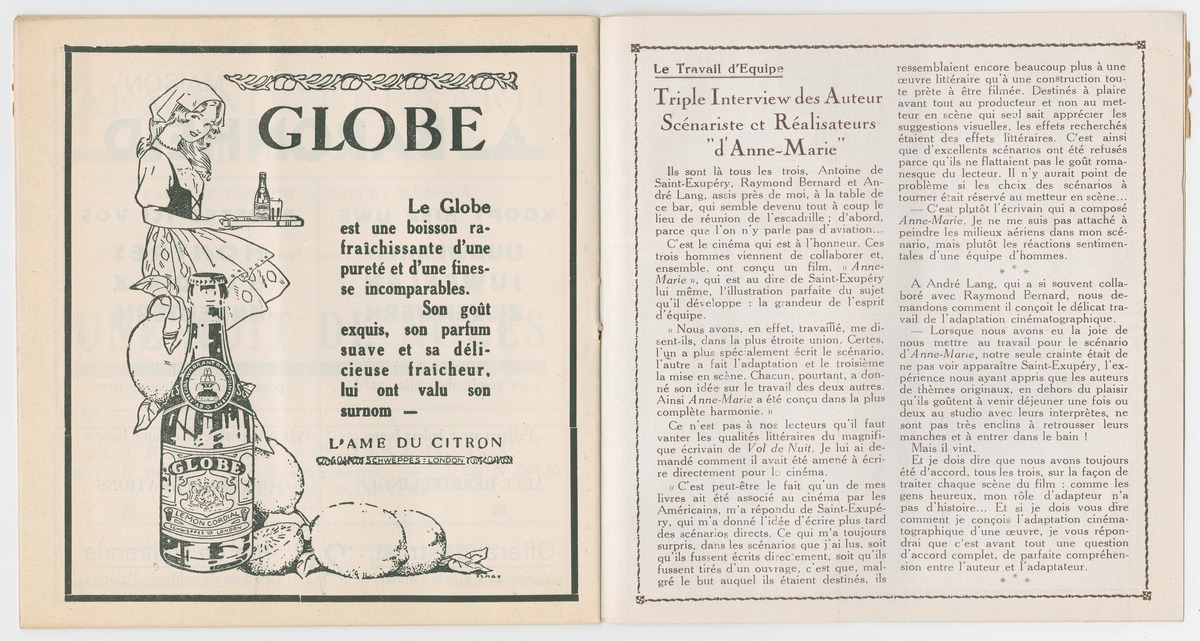 GLOBE
Le Globe
est une boisson ra-
fraîchissante d'une
pureté et d'une fines-
se incomparables.
Son goût
exquis, son parfum
suave et sa déli-
cieuse fraîcheur,
lui ont valu son
surnom —
L'AME DU CITRON
SCHWEPPES=LONDON
GLOBE
LEMON CORDIAL
SCHWEPPES LD LONDON
Le Travail d'Equipe
Triple Interview des Auteur
Scénariste et Réalisateurs
"d'Anne-Marie"
Ils sont là tous les trois, Antoine de
Saint-Exupéry, Raymond Bernard et An-
dré Lang, assis près de moi, à la table de
ce bar, qui semble devenu tout à coup le
lieu de réunion de l'escadrille ; d'abord,
parce que l'on n'y parle pas d'aviation...
C'est le cinéma qui est à l'honneur. Ces
trois hommes viennent de collaborer et,
ensemble, ont conçu un film, « Anne-
Marie », qui est au dire de Saint-Exupéry
lui même, l'illustration parfaite du sujet
qu'il développe : la grandeur de l'esprit
d'équipe.
« Nous avons, en effet, travaillé, me di-
sent-ils, dans la plus étroite union. Certes,
l'un a plus spécialement écrit le scénario,
l'autre a fait l'adaptation et le troisième
la mise en scène. Chacun, pourtant, a don-
né son idée sur le travail des deux autres.
Ainsi Anne-Marie a été conçu dans la plus
complète harmonie. »
Ce n'est pas à nos lecteurs qu'il faut
vanter les qualités littéraires du magnifi-
que écrivain de Vol de Nuit. Je lui ai de-
mandé comment il avait été amené à écri-
re directement pour le cinéma.
« C'est peut-être le fait qu'un de mes
livres ait été associé au cinéma par les
Américains, m'a répondu de Saint-Exupé-
ry, qui m'a donné l'idée d'écrire plus tard
des scénarios directs. Ce qui m'a toujours
surpris, dans les scénarios que j'ai lus, soit
qu'ils fussent écrits directement, soit qu'ils
fussent tirés d'un ouvrage, c'est que, mal-
gré le but auquel ils étaient destinés, ils
ressemblaient encore beaucoup plus à une
œuvre littéraire qu'à une construction tou-
te prète à être filmée. Destinés à plaire
avant tout au producteur et non au met-
teur en scène qui seul sait apprécier les
suggestions visuelles, les effets recherchés
étaient des effets littéraires. C'est ainsi
que d'excellents scénarios ont été refusés
parce qu'ils ne flattaient pas le goût roma-
nesque du lecteur. Il n'y aurait point de
problème si les choix des scénarios à
tourner était réservé au metteur en scène...
— C'est plutôt l'écrivain qui a composé
Anne-Marie. Je ne me suis pas attaché à
peindre les milieux aériens dans mon scé-
nario, mais plutôt les réactions sentimen-
tales d'une équipe d'hommes.
* * *
A André Lang, qui a si souvent colla-
boré avec Raymond Bernard, nous de-
mandons comment il conçoit le délicat tra-
vail de l'adaptation cinématographique.
— Lorsque nous avons eu la joie de
nous mettre au travail pour le scénario
d'Anne-Marie, notre seule crainte était de
ne pas voir apparaître Saint-Exupéry, l'ex-
périence nous ayant appris que les auteurs
de thèmes originaux, en dehors du plaisir
qu'ils goûtent à venir déjeuner une fois ou
deux au studio avec leurs interprètes, ne
sont pas très enclins à retrousser leurs
manches et à entrer dans le bain !
Mais il vint.
Et je dois dire que nous avons toujours
été d'accord, tous les trois, sur la façon de
traiter chaque scène du film : comme les
gens heureux, mon rôle d'adapteur n'a
pas d'histoire... Et si je dois vous dire
comment je conçois l'adaptation cinéma-
tographique d'une œuvre, je vous répon-
drai que c'est avant tout une question
d'accord complet, de parfaite compréhen-
sion entre l'auteur et l'adaptateur.
* * *